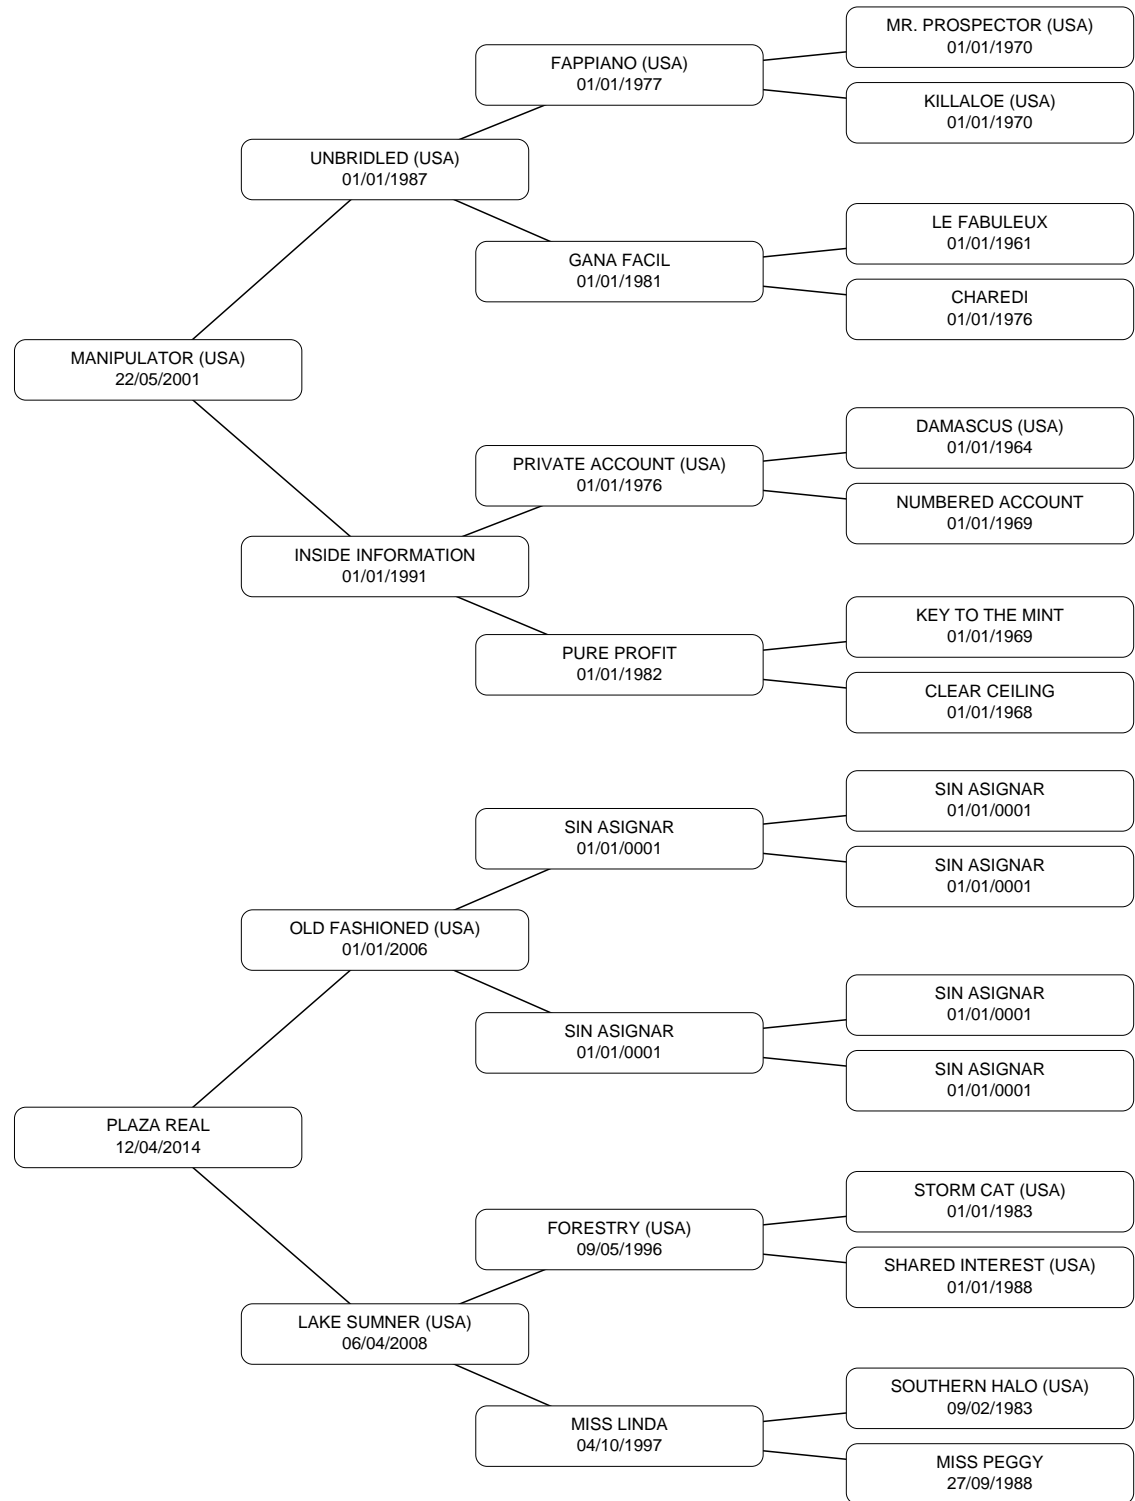 MR. PROSPECTOR (USA)
01/01/1970
FAPPIANO (USA)
01/01/1977
KILLALOE (USA)
01/01/1970
UNBRIDLED (USA)
01/01/1987
LE FABULEUX
01/01/1961
GANA FACIL
01/01/1981
CHAREDI
01/01/1976
MANIPULATOR (USA)
22/05/2001
DAMASCUS (USA)
01/01/1964
PRIVATE ACCOUNT (USA)
01/01/1976
NUMBERED ACCOUNT
01/01/1969
INSIDE INFORMATION
01/01/1991
KEY TO THE MINT
01/01/1969
PURE PROFIT
01/01/1982
CLEAR CEILING
01/01/1968
SIN ASIGNAR
01/01/0001
SIN ASIGNAR
01/01/0001
SIN ASIGNAR
01/01/0001
OLD FASHIONED (USA)
01/01/2006
SIN ASIGNAR
01/01/0001
SIN ASIGNAR
01/01/0001
SIN ASIGNAR
01/01/0001
PLAZA REAL
12/04/2014
STORM CAT (USA)
01/01/1983
FORESTRY (USA)
09/05/1996
SHARED INTEREST (USA)
01/01/1988
LAKE SUMNER (USA)
06/04/2008
SOUTHERN HALO (USA)
09/02/1983
MISS LINDA
04/10/1997
MISS PEGGY
27/09/1988